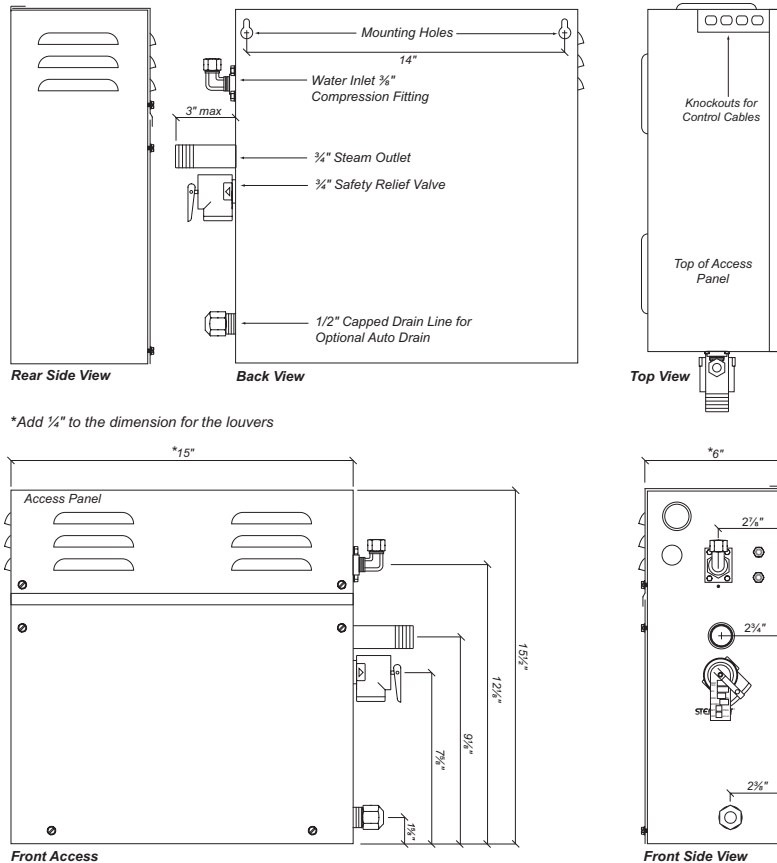 Mounting Holes
14"
Water Inlet ⅜"
Compression Fitting
3" max
¾" Steam Outlet
¾" Safety Relief Valve
1/2" Capped Drain Line for
Optional Auto Drain
Knockouts for
Control Cables
Top of Access
Panel
Rear Side View
Back View
Top View
*Add ¼" to the dimension for the louvers
*15"
Access Panel
15½"
12⅛"
9⅛"
7⅝"
1⅝"
Front Access
*6"
2⅞"
2¾"
2⅜"
Front Side View